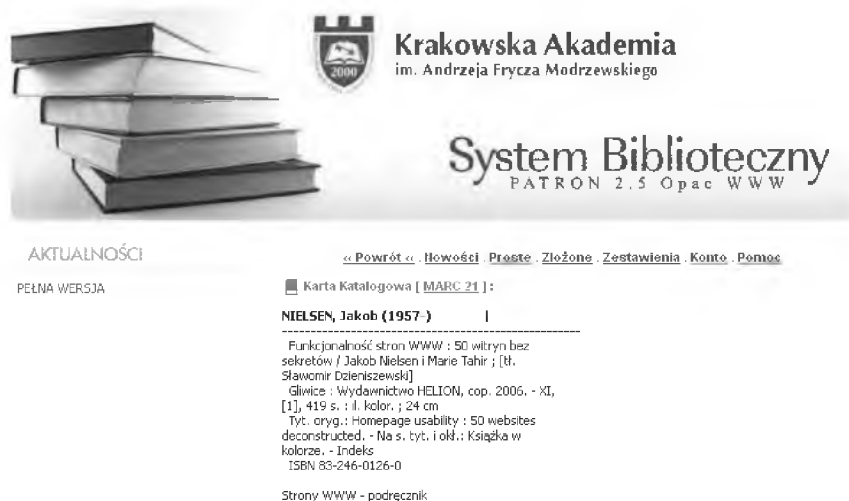 2000
Krakowska Akademia
im. Andrzeja Frycza Modrzewskiego
System Biblioteczny
PATRON 2.5 Opac WWW
AKTUALNOŚCI
‹‹ Powrót ‹‹ . Nowości . Proste . Złożone . Zestawienia . Konto . Pomoc
PEŁNA WERSJA
Karta Katalogowa [ MARC 21 ] :
NIELSEN, Jakob (1957-) |
----------------------------------------------------
Funkcjonalność stron WWW : 50 witryn bez
sekretów / Jakob Nielsen i Marie Tahir ; [tł.
Sławomir Dzieniszewski]
Gliwice : Wydawnictwo HELION, cop. 2006. - XI,
[1], 419 s. : il. kolor. ; 24 cm
Tyt. oryg.: Homepage usability : 50 websites
deconstructed. - Na s. tyt. i okł.: Książka w
kolorze. - Indeks
ISBN 83-246-0126-0
Strony WWW - podręcznik